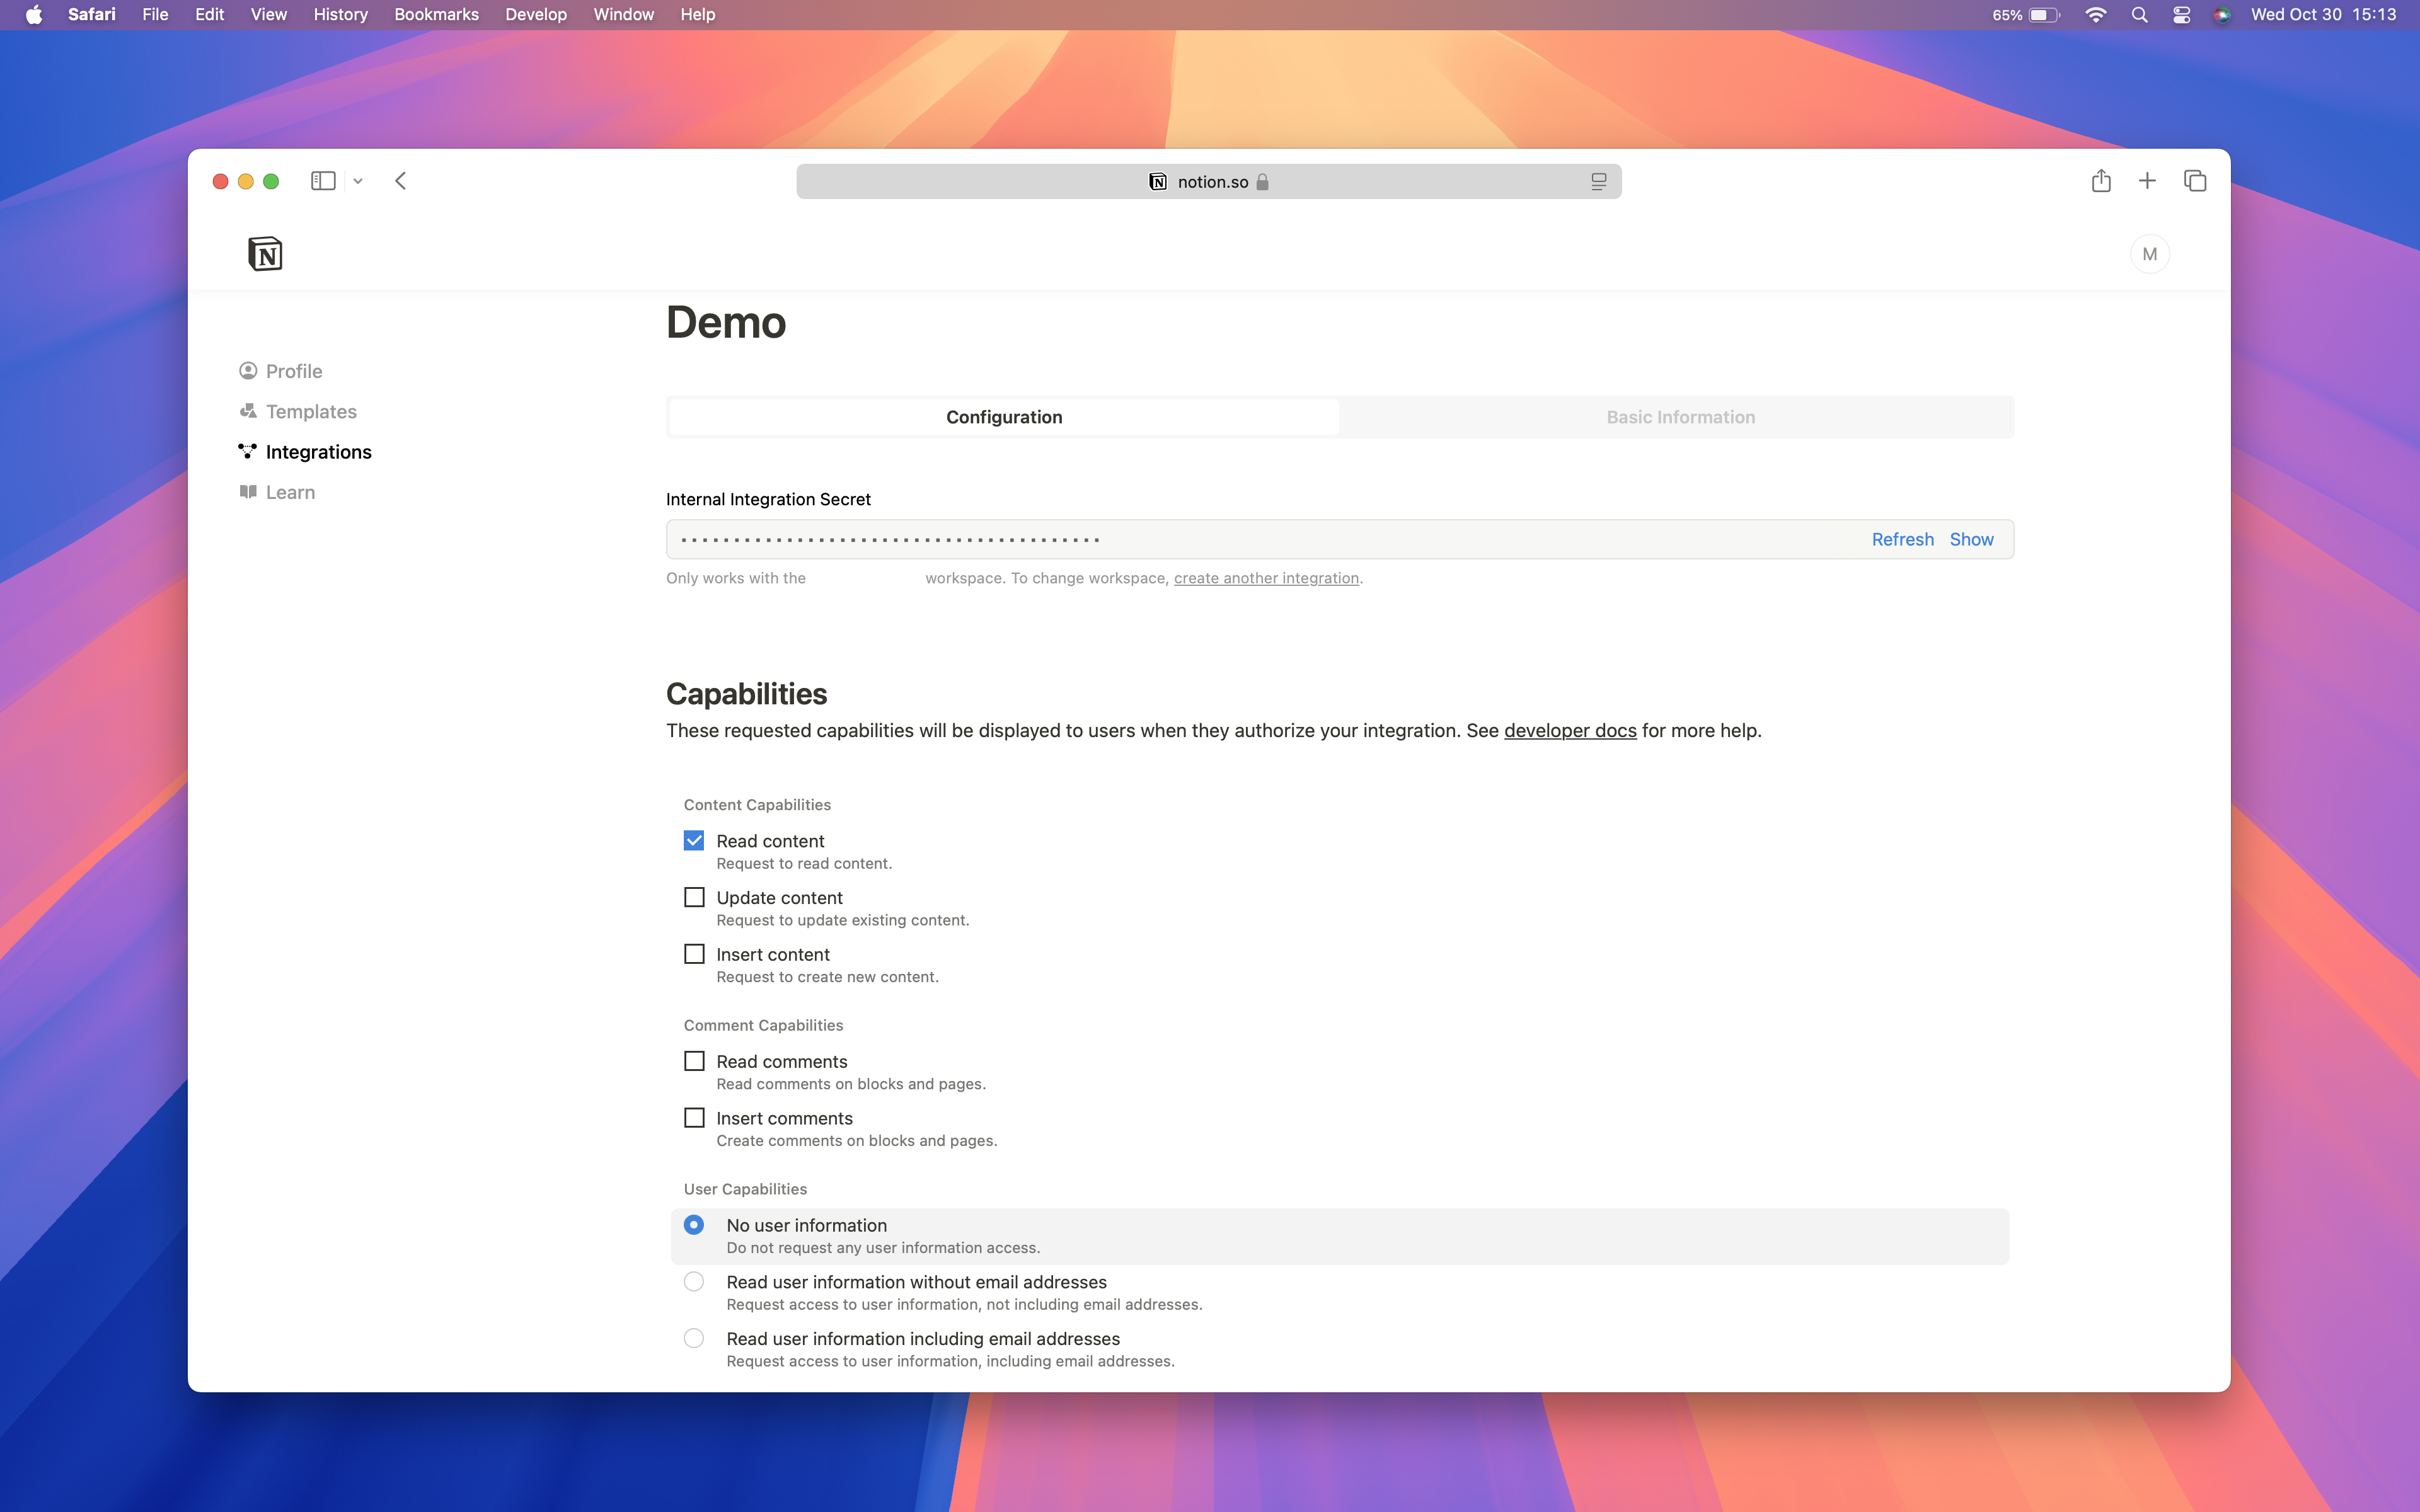 Safari File Edit View History Bookmarks Develop Window Help 65% Wed Oct 30 15:13
notion.so
N
M
Demo
Profile
Templates
Integrations
Learn
Configuration Basic Information
Internal Integration Secret
Refresh Show
Only works with the workspace. To change workspace, create another integration.
Capabilities
These requested capabilities will be displayed to users when they authorize your integration. See developer docs for more help.
Content Capabilities
Read content
Request to read content.
Update content
Request to update existing content.
Insert content
Request to create new content.
Comment Capabilities
Read comments
Read comments on blocks and pages.
Insert comments
Create comments on blocks and pages.
User Capabilities
No user information
Do not request any user information access.
Read user information without email addresses
Request access to user information, not including email addresses.
Read user information including email addresses
Request access to user information, including email addresses.